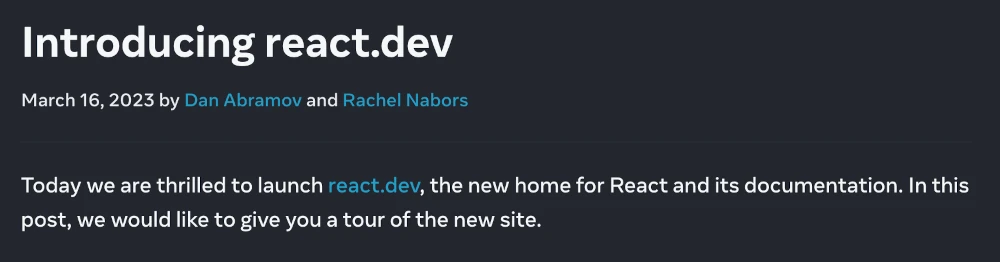 Introducing react.dev
March 16, 2023 by Dan Abramov and Rachel Nabors
Today we are thrilled to launch react.dev, the new home for React and its documentation. In this
post, we would like to give you a tour of the new site.